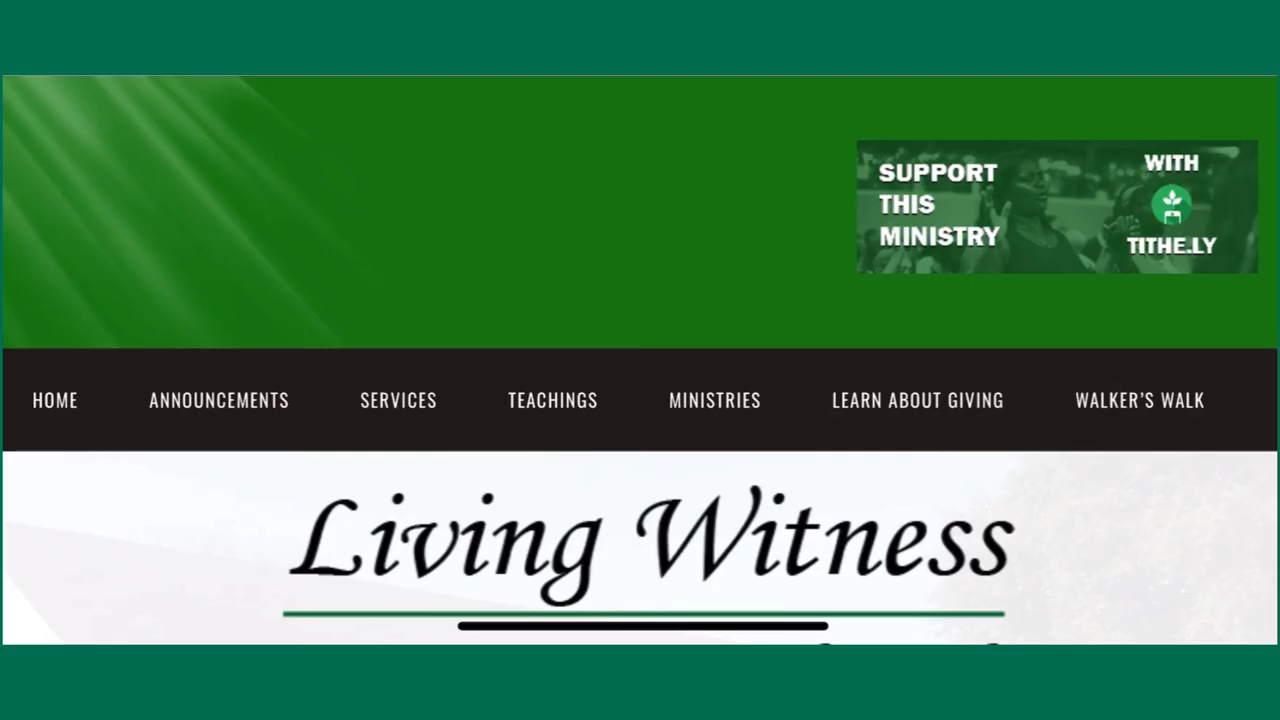 SUPPORT
THIS
MINISTRY
WITH
TITHE.LY
HOME ANNOUNCEMENTS SERVICES TEACHINGS MINISTRIES LEARN ABOUT GIVING WALKER'S WALK
Living Witness